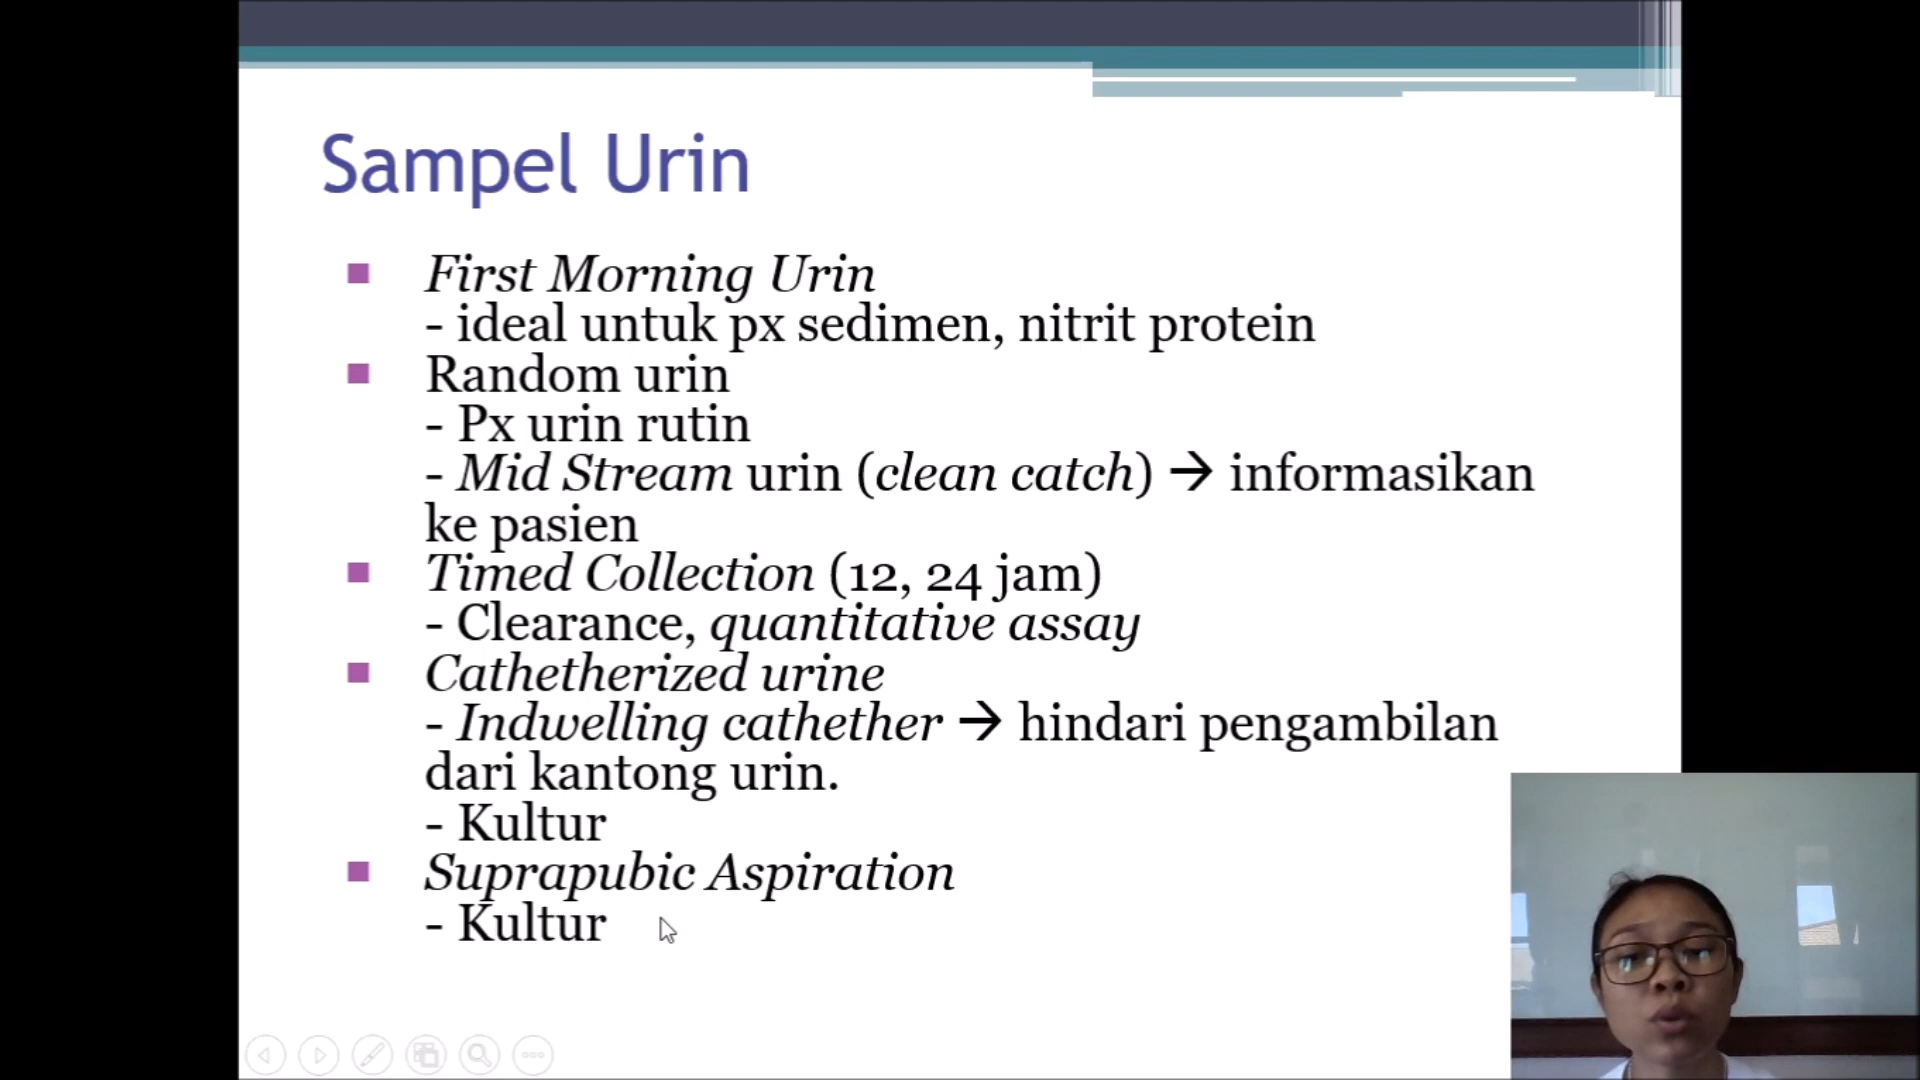 Sampel Urin
First Morning Urin
- ideal untuk px sedimen, nitrit protein
Random urin
- Px urin rutin
- Mid Stream urin (clean catch) → informasikan
ke pasien
Timed Collection (12, 24 jam)
- Clearance, quantitative assay
Cathetherized urine
- Indwelling cathether → hindari pengambilan
dari kantong urin.
- Kultur
Suprapubic Aspiration
- Kultur